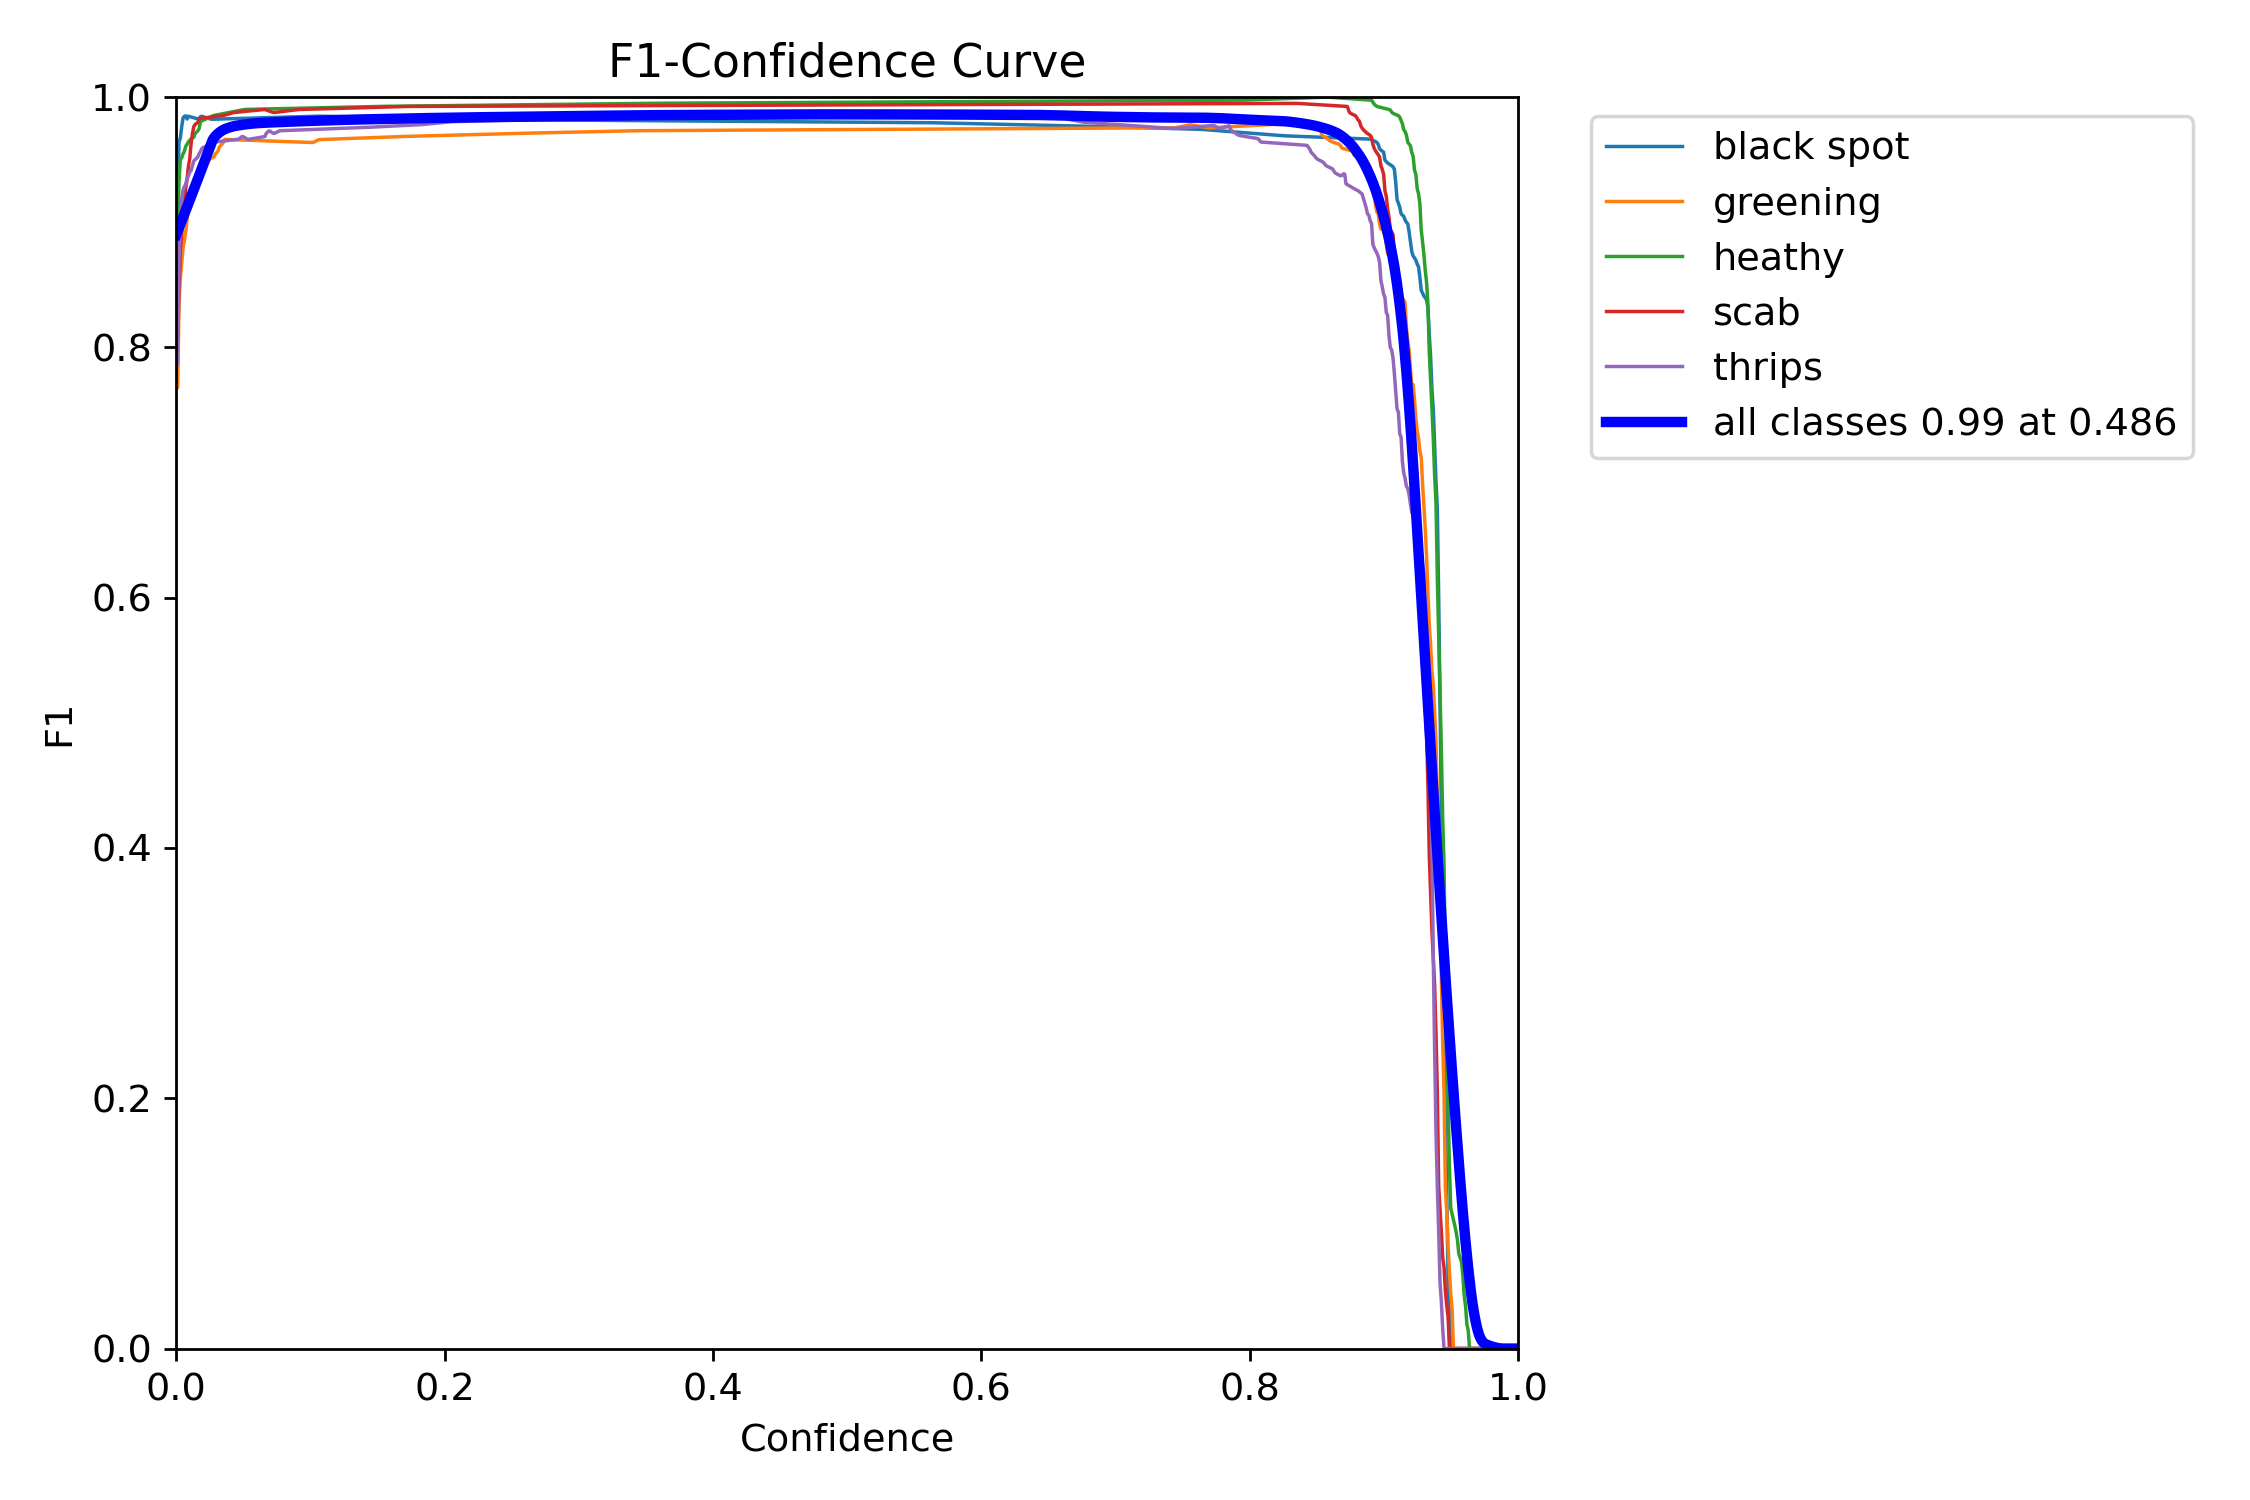 F1-Confidence Curve
1.0
0.8
0.6
0.4
0.2
0.0
F1
0.0 0.2 0.4 0.6 0.8 1.0
Confidence
black spot
greening
heathy
scab
thrips
all classes 0.99 at 0.486